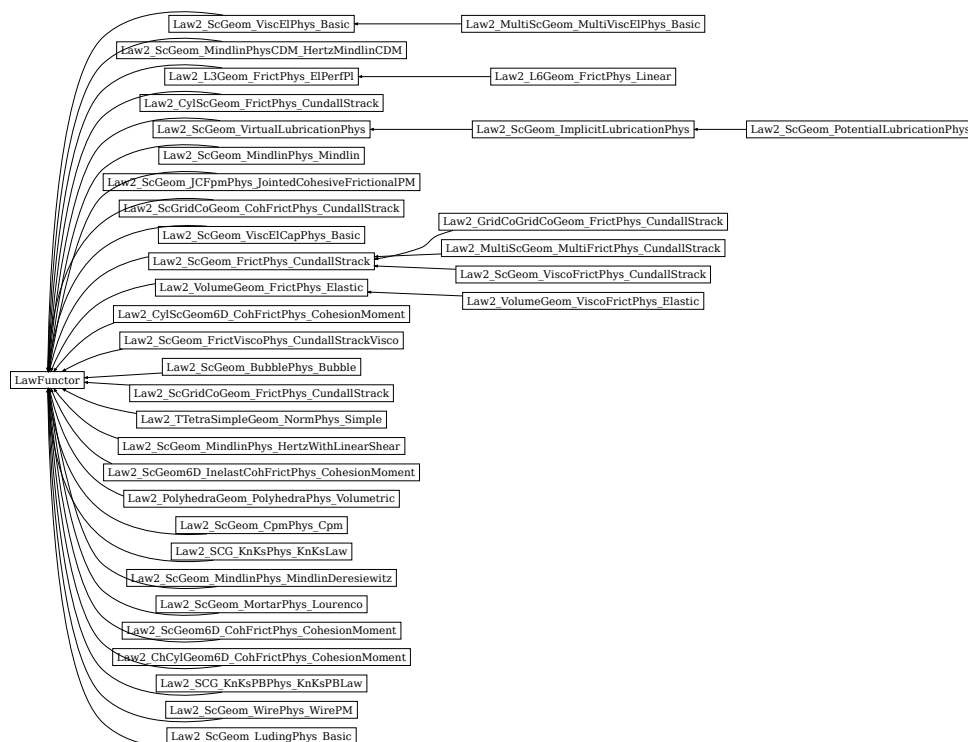 Law2_ScGeom_ViscElPhys_Basic
Law2_MultiScGeom_MultiViscElPhys_Basic
Law2_ScGeom_MindlinPhysCDM_HertzMindlinCDM
Law2_L3Geom_FrictPhys_ElPerfPl
Law2_L6Geom_FrictPhys_Linear
Law2_CylScGeom_FrictPhys_CundallStrack
Law2_ScGeom_VirtualLubricationPhys
Law2_ScGeom_ImplicitLubricationPhys
Law2_ScGeom_PotentialLubricationPhys
Law2_ScGeom_MindlinPhys_Mindlin
Law2_ScGeom_JCFpmPhys_JointedCohesiveFrictionalPM
Law2_ScGridCoGeom_CohFrictPhys_CundallStrack
Law2_GridCoGridCoGeom_FrictPhys_CundallStrack
Law2_ScGeom_ViscElCapPhys_Basic
Law2_MultiScGeom_MultiFrictPhys_CundallStrack
Law2_ScGeom_FrictPhys_CundallStrack
Law2_ScGeom_ViscoFrictPhys_CundallStrack
Law2_VolumeGeom_FrictPhys_Elastic
Law2_VolumeGeom_ViscoFrictPhys_Elastic
Law2_CylScGeom6D_CohFrictPhys_CohesionMoment
Law2_ScGeom_FrictViscoPhys_CundallStrackVisco
Law2_ScGeom_BubblePhys_Bubble
LawFunctor
Law2_ScGridCoGeom_FrictPhys_CundallStrack
Law2_TTetraSimpleGeom_NormPhys_Simple
Law2_ScGeom_MindlinPhys_HertzWithLinearShear
Law2_ScGeom6D_InelastCohFrictPhys_CohesionMoment
Law2_PolyhedraGeom_PolyhedraPhys_Volumetric
Law2_ScGeom_CpmPhys_Cpm
Law2_SCG_KnKsPhys_KnKsLaw
Law2_ScGeom_MindlinPhys_MindlinDeresiewitz
Law2_ScGeom_MortarPhys_Lourenco
Law2_ScGeom6D_CohFrictPhys_CohesionMoment
Law2_ChCylGeom6D_CohFrictPhys_CohesionMoment
Law2_SCG_KnKsPBPhys_KnKsPBLaw
Law2_ScGeom_WirePhys_WirePM
Law2_ScGeom_LudingPhys_Basic